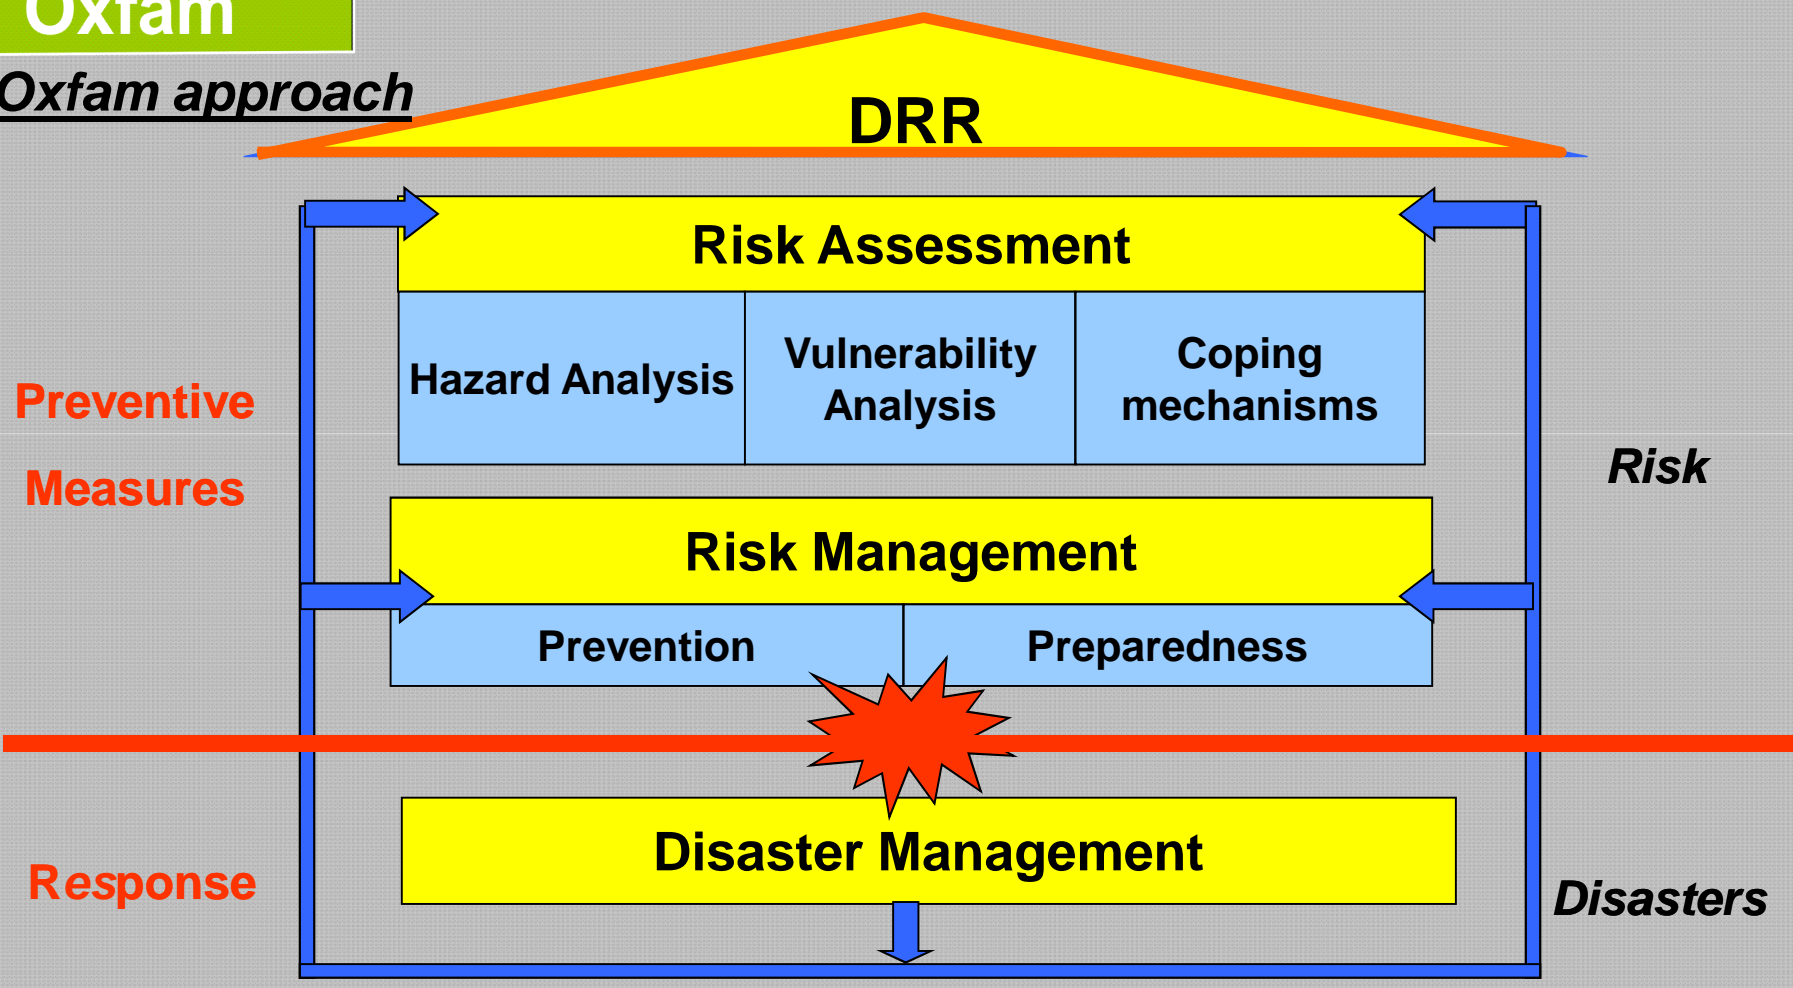 Oxfam
Oxfam approach
DRR
Risk Assessment
Hazard Analysis
Vulnerability
Analysis
Coping
mechanisms
Preventive
Measures
Risk
Risk Management
Prevention
Preparedness
Disaster Management
Response
Disasters